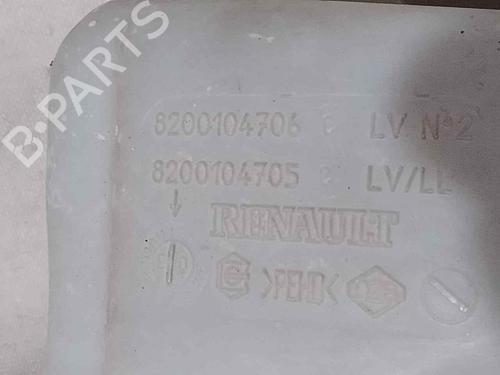 B-PARTS
8200104706 C LV N°2
8200104705 C LV/LL
RENAULT
>PEHD<